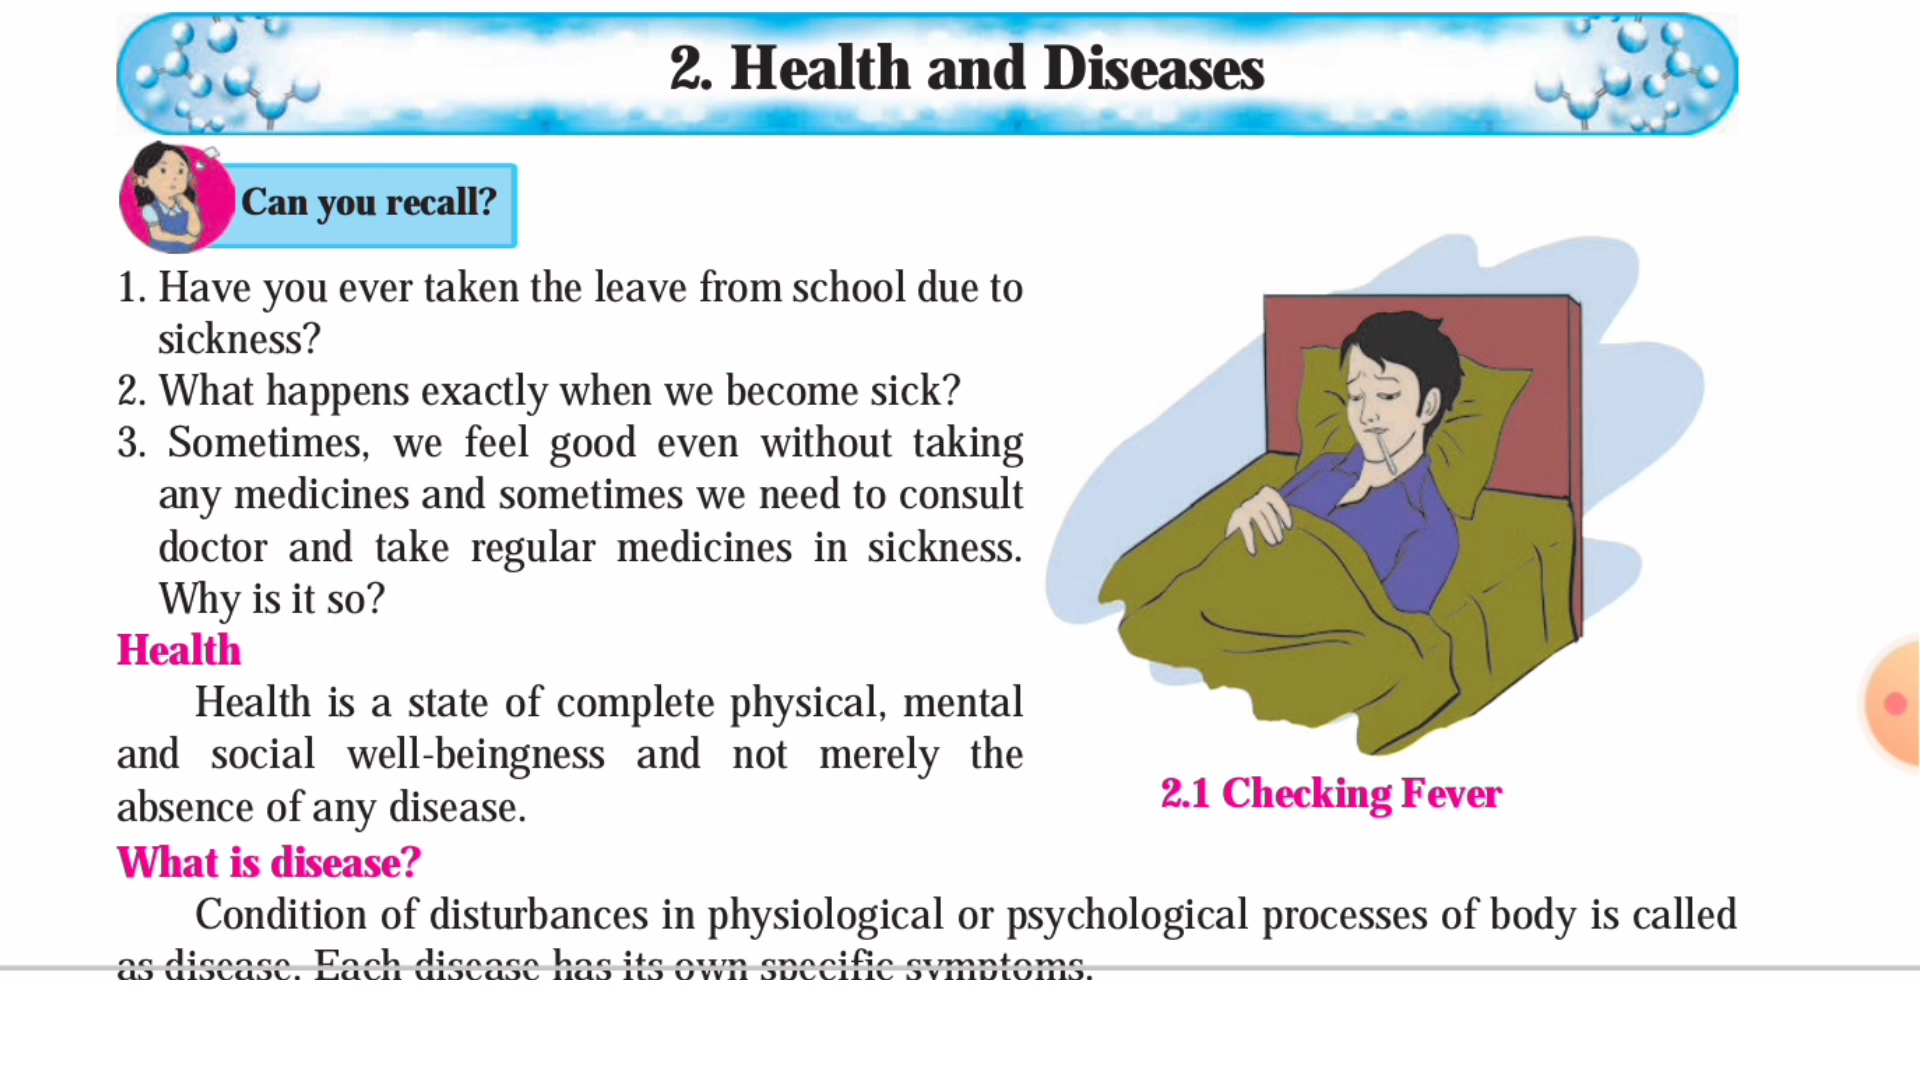 2. Health and Diseases
Can you recall?
1. Have you ever taken the leave from school due to
sickness?
2. What happens exactly when we become sick?
3. Sometimes, we feel good even without taking
any medicines and sometimes we need to consult
doctor and take regular medicines in sickness.
Why is it so?
Health
Health is a state of complete physical, mental
and social well-beingness and not merely the
absence of any disease.
2.1 Checking Fever
What is disease?
Condition of disturbances in physiological or psychological processes of body is called
as disease. Each disease has its own specific symptoms.